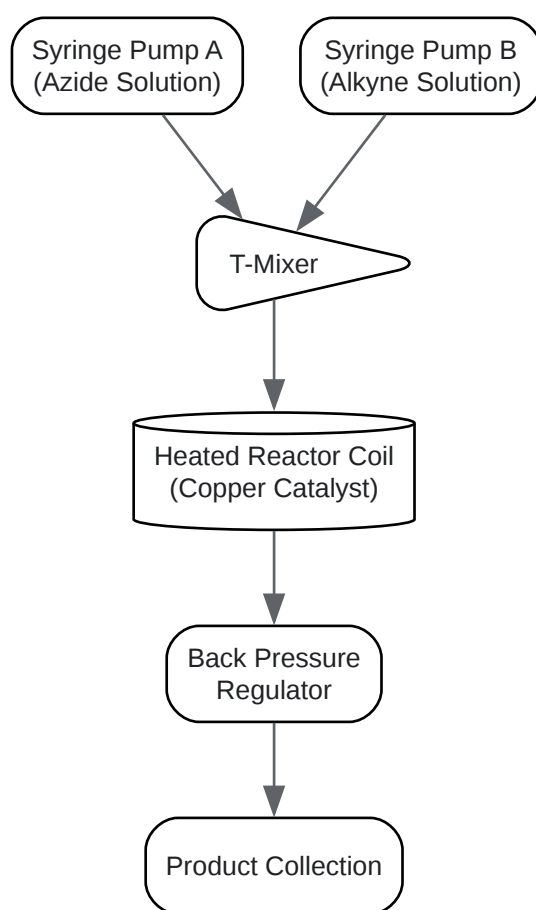 Syringe Pump A
(Azide Solution)
Syringe Pump B
(Alkyne Solution)
T-Mixer
Heated Reactor Coil
(Copper Catalyst)
Back Pressure
Regulator
Product Collection